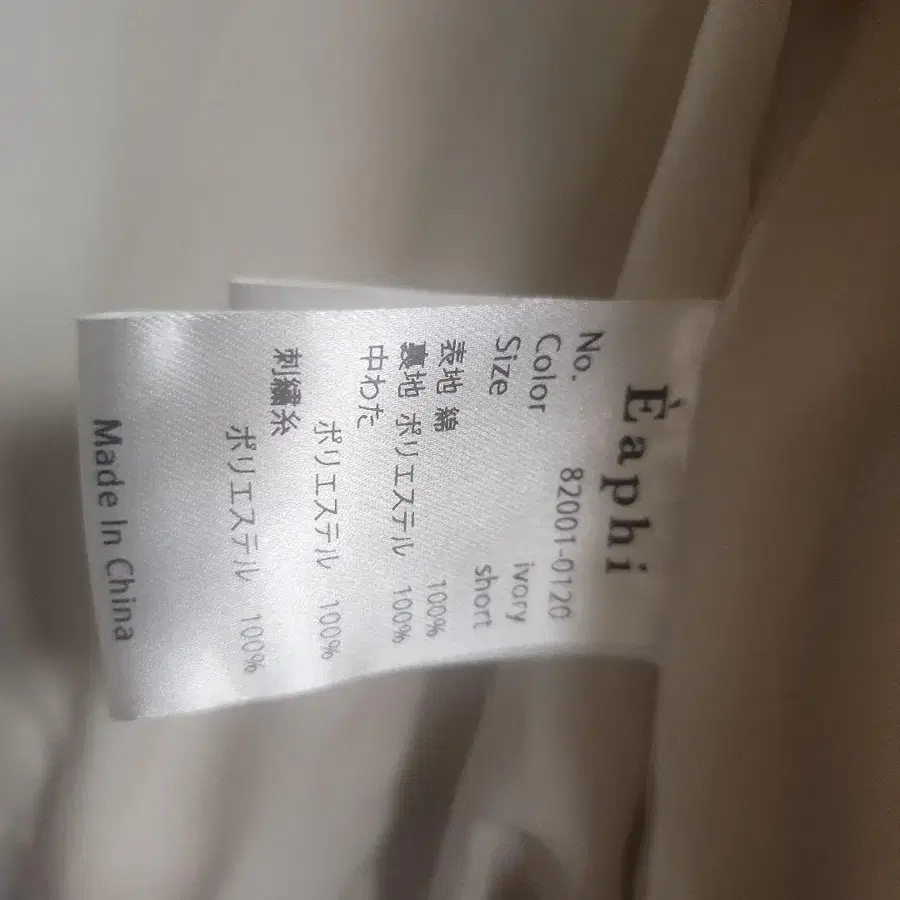 Èaphi
No. 82001-0120
Color ivory
Size short
表地 綿 100%
裏地 ポリエステル 100%
中わた
ポリエステル 100%
刺繍糸
ポリエステル 100%
Made In China